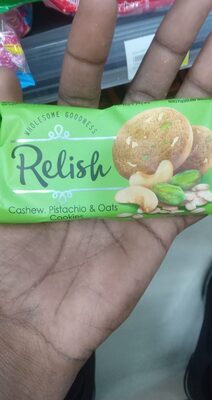 WHOLESOME GOODNESS
Relish
Cashew, Pistachio & Oats
Cookies